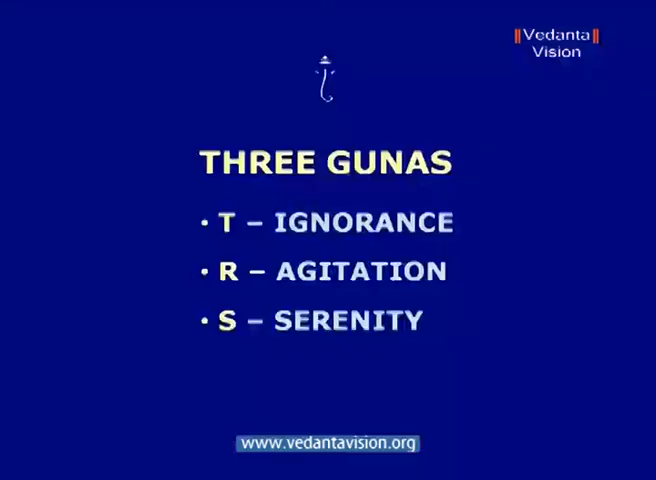 ||Vedanta||
Vision
THREE GUNAS
• T – IGNORANCE
• R – AGITATION
• S – SERENITY
www.vedantavision.org